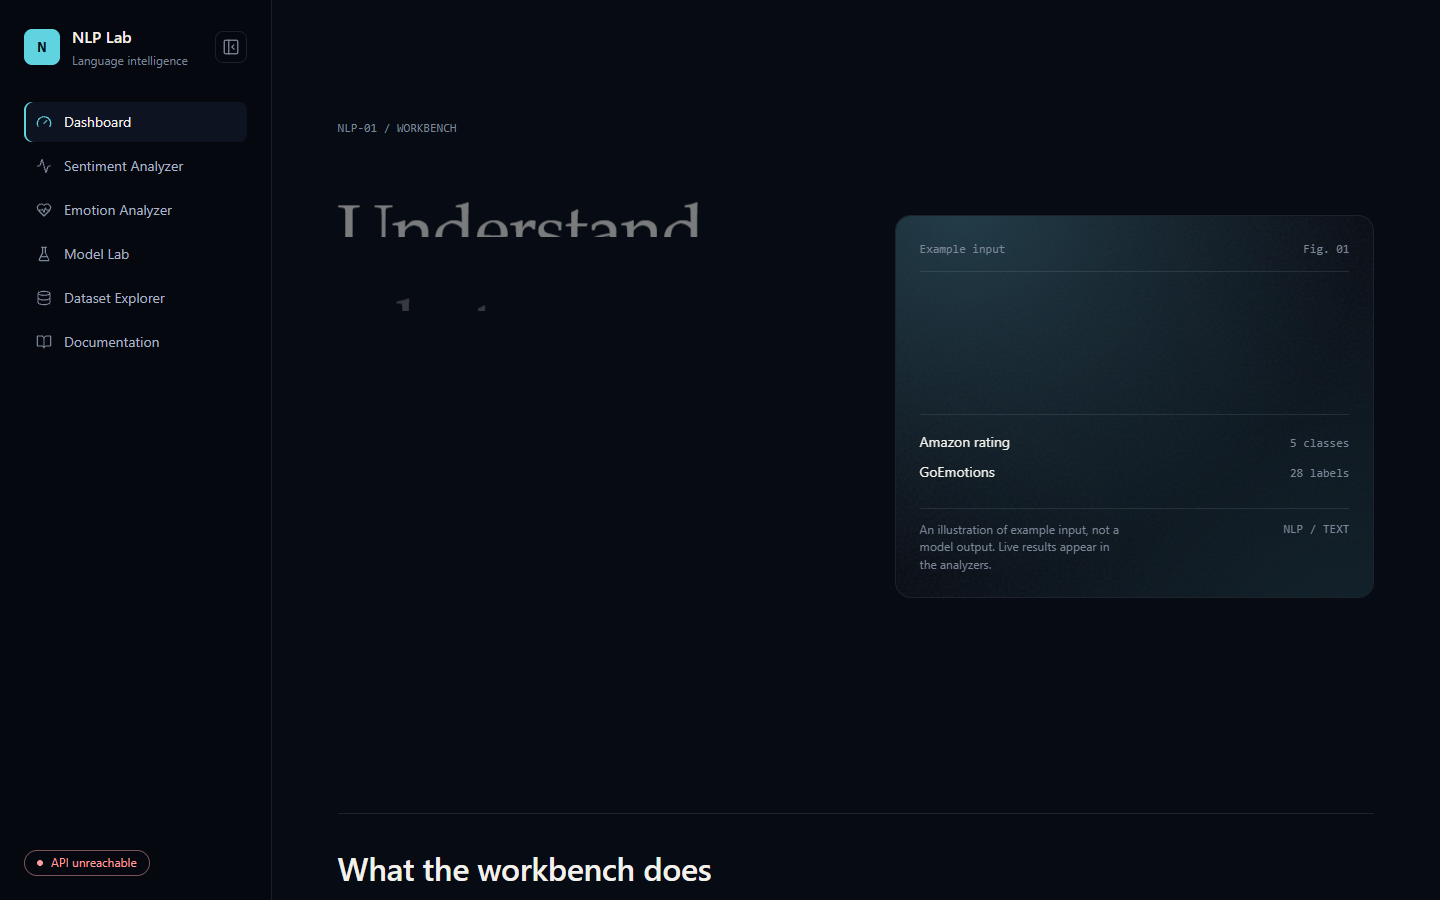 N
NLP Lab
Language intelligence
Dashboard
Sentiment Analyzer
Emotion Analyzer
Model Lab
Dataset Explorer
Documentation
API unreachable
NLP-01 / WORKBENCH
Understand
Example input
Fig. 01
Amazon rating
5 classes
GoEmotions
28 labels
An illustration of example input, not a
model output. Live results appear in
the analyzers.
NLP / TEXT
What the workbench does